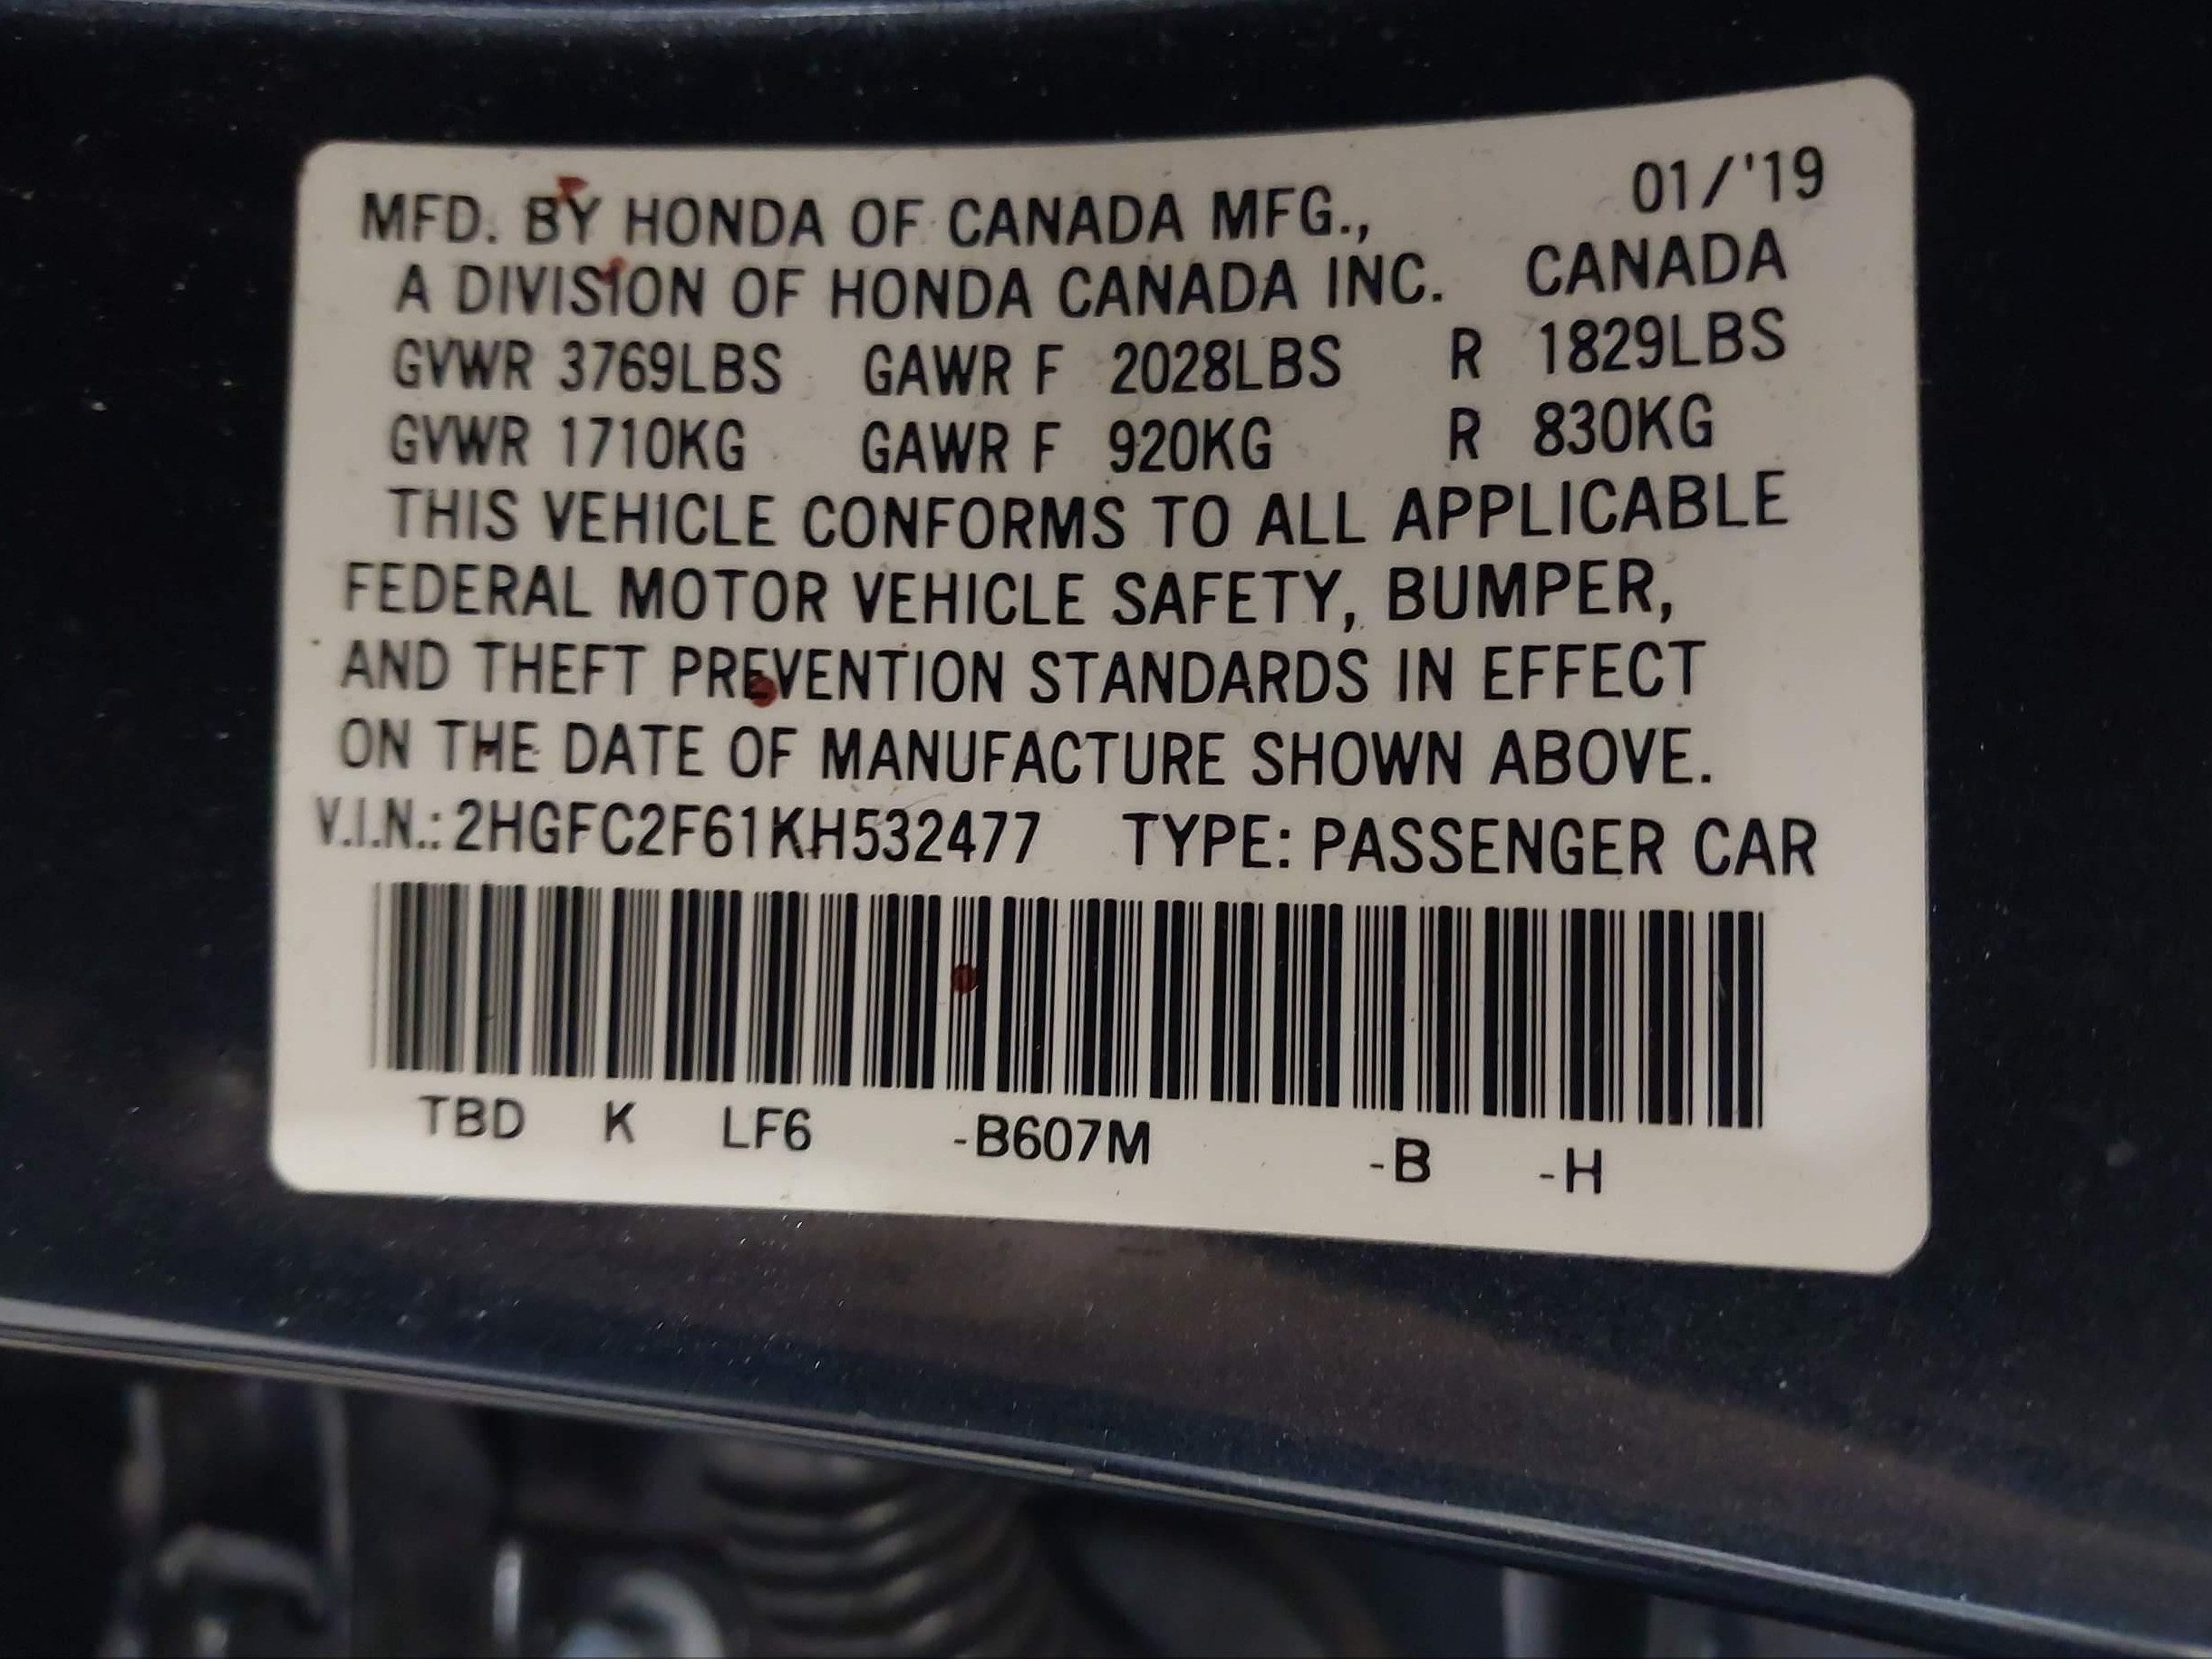 01/'19
MFD. BY HONDA OF CANADA MFG.,
A DIVISION OF HONDA CANADA INC. CANADA
GVWR 3769LBS GAWR F 2028LBS R 1829LBS
GVWR 1710KG GAWR F 920KG R 830KG
THIS VEHICLE CONFORMS TO ALL APPLICABLE
FEDERAL MOTOR VEHICLE SAFETY, BUMPER,
AND THEFT PREVENTION STANDARDS IN EFFECT
ON THE DATE OF MANUFACTURE SHOWN ABOVE.
V.I.N.: 2HGFC2F61KH532477 TYPE: PASSENGER CAR
TBD K LF6 -B607M -B -H